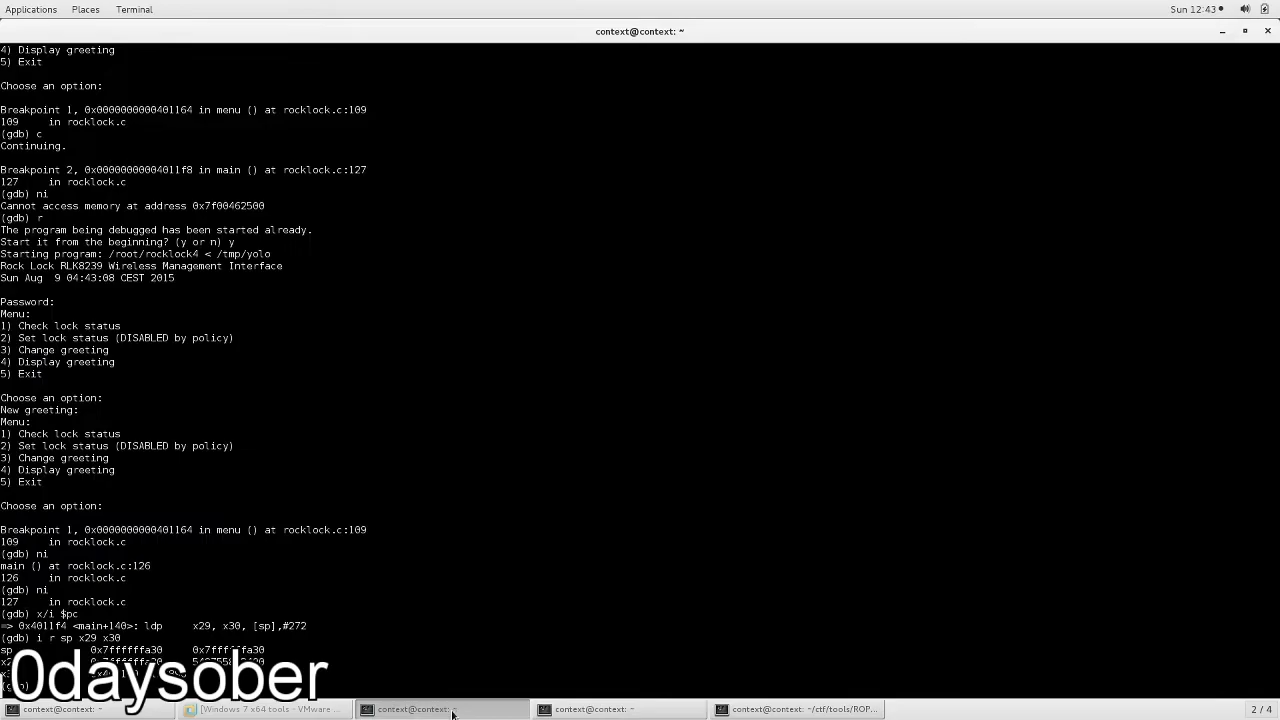 Applications Places Terminal Sun 12:43
context@context: ~
4) Display greeting
5) Exit
Choose an option:
Breakpoint 1, 0x0000000000401164 in menu () at rocklock.c:109
109 in rocklock.c
(gdb) c
Continuing.
Breakpoint 2, 0x00000000004011f8 in main () at rocklock.c:127
127 in rocklock.c
(gdb) ni
Cannot access memory at address 0x7f00462500
(gdb) r
The program being debugged has been started already.
Start it from the beginning? (y or n) y
Starting program: /root/rocklock4 < /tmp/yolo
Rock Lock RLK8239 Wireless Management Interface
Sun Aug 9 04:43:08 CEST 2015
Password:
Menu:
1) Check lock status
2) Set lock status (DISABLED by policy)
3) Change greeting
4) Display greeting
5) Exit
Choose an option:
New greeting:
Menu:
1) Check lock status
2) Set lock status (DISABLED by policy)
3) Change greeting
4) Display greeting
5) Exit
Choose an option:
Breakpoint 1, 0x0000000000401164 in menu () at rocklock.c:109
109 in rocklock.c
(gdb) ni
main () at rocklock.c:126
126 in rocklock.c
(gdb) ni
127 in rocklock.c
(gdb) x/i $pc
=> 0x4011f4 <main+140>: ldp x29, x30, [sp],#272
(gdb) i r sp x29 x30
sp 0x7ffffffa30 0x7ffffffa30
0daysober
context@context: ~ [Windows 7 x64 tools - VMware ... context@context: ~ context@context: ~ context@context: ~/ctf/tools/ROP... 2 / 4